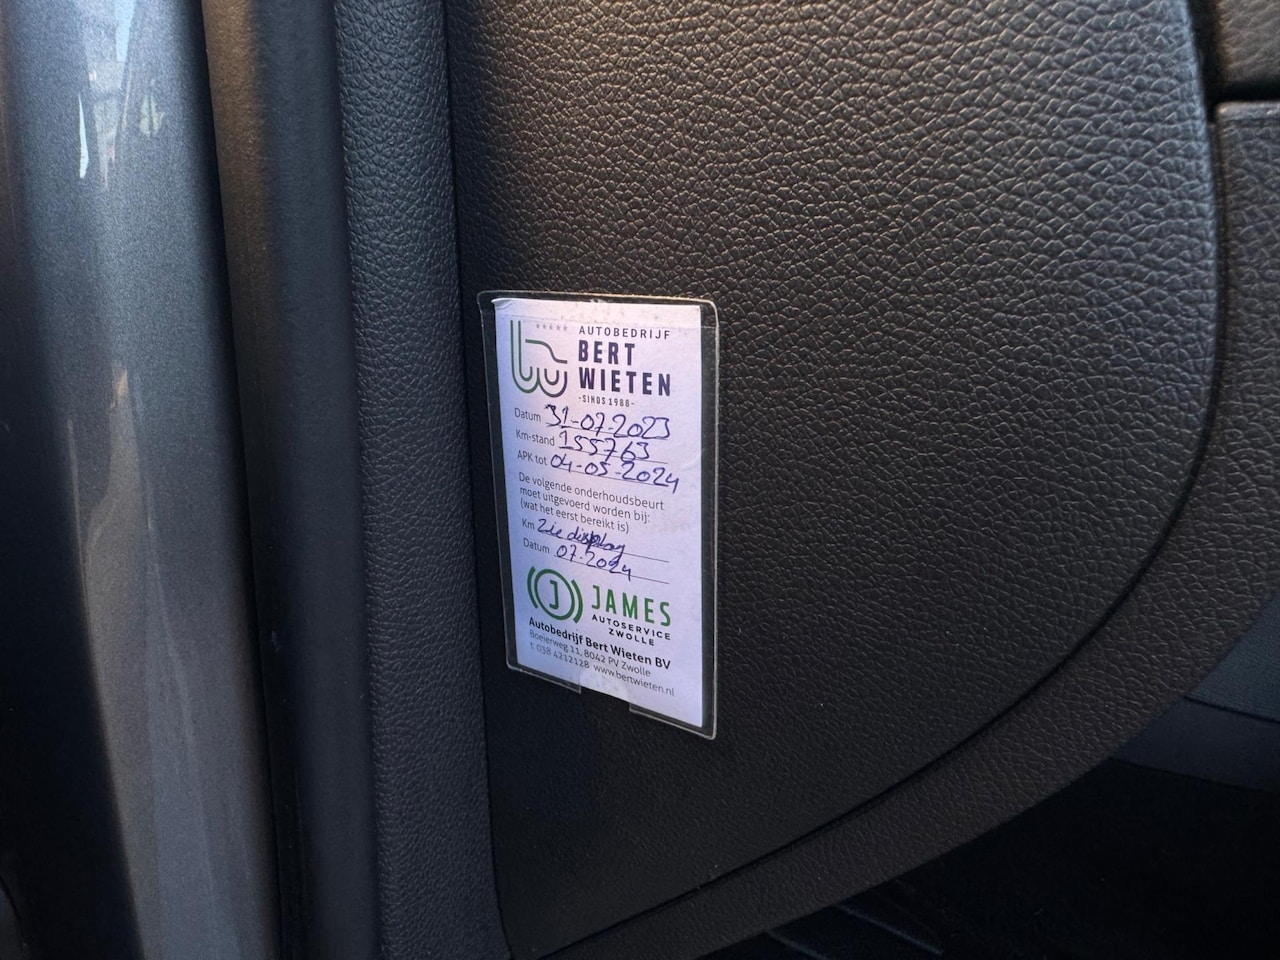 AUTOBEDRIJF
BERT
WIETEN
-SINDS 1988-
Datum 31-07-2023
Km-stand 155763
APK tot 04-05-2024
De volgende onderhoudsbeurt
moet uitgevoerd worden bij:
(wat het eerst bereikt is)
Km Zie display
Datum 07-2024
J JAMES
AUTOSERVICE
ZWOLLE
Autobedrijf Bert Wieten BV
Boeierweg 11, 8042 PV Zwolle
t. 038 4212128 www.bertwieten.nl